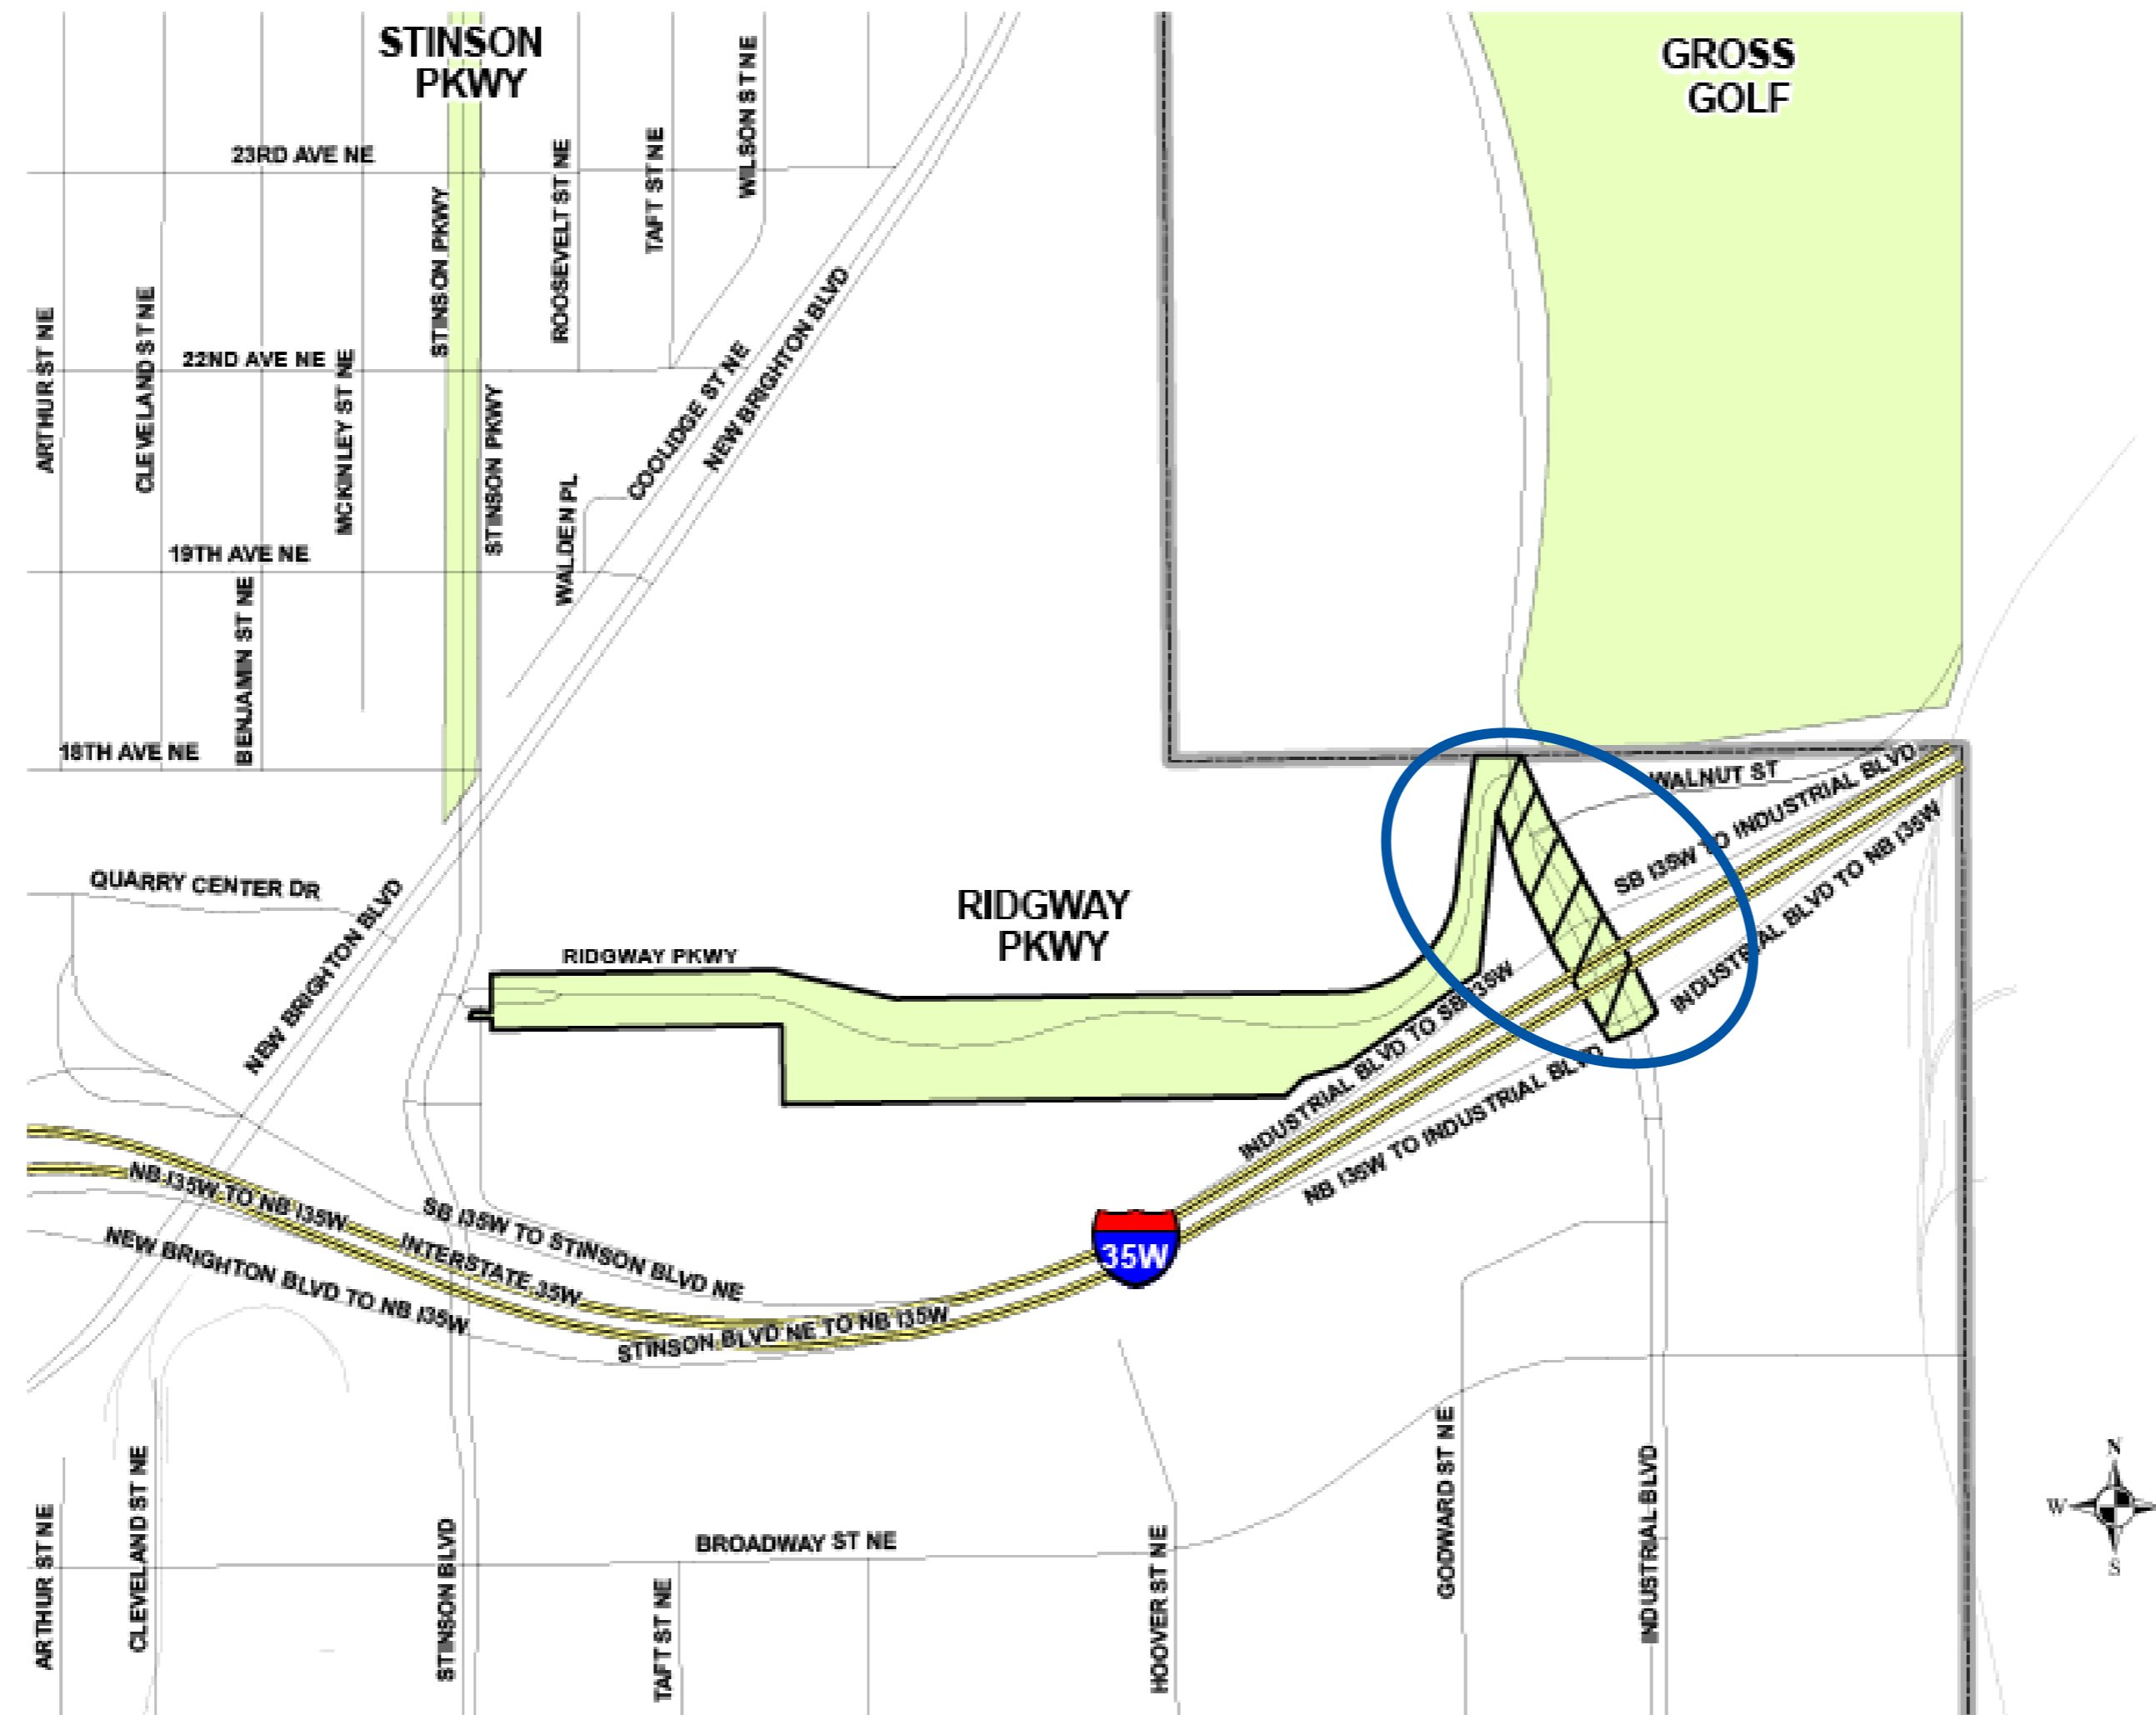 STINSON
PKWY
GROSS
GOLF
WILSON ST NE
23RD AVE NE
ROOSEVELT ST NE
TAFT ST NE
STINSON PKWY
ARTHUR ST NE
CLEVELAND ST NE
22ND AVE NE
MCKINLEY ST NE
STINSON PKWY
COOLIDGE ST NE
NEW BRIGHTON BLVD
WALDEN PL
19TH AVE NE
BENJAMIN ST NE
18TH AVE NE
WALNUT ST
SB I35W TO INDUSTRIAL BLVD
INDUSTRIAL BLVD TO NB I35W
QUARRY CENTER DR
NEW BRIGHTON BLVD
RIDGWAY
PKWY
RIDGWAY PKWY
INDUSTRIAL BLVD TO SB I35W
NB I35W TO INDUSTRIAL BLVD
NB I35W TO NB I35W
SB I35W TO STINSON BLVD NE
INTERSTATE 35W
NEW BRIGHTON BLVD TO NB I35W
STINSON BLVD NE TO NB I35W
35W
ARTHUR ST NE
CLEVELAND ST NE
STINSON BLVD
BROADWAY ST NE
TAFT ST NE
HOOVER ST NE
GODWARD ST NE
INDUSTRIAL BLVD
N
W
S